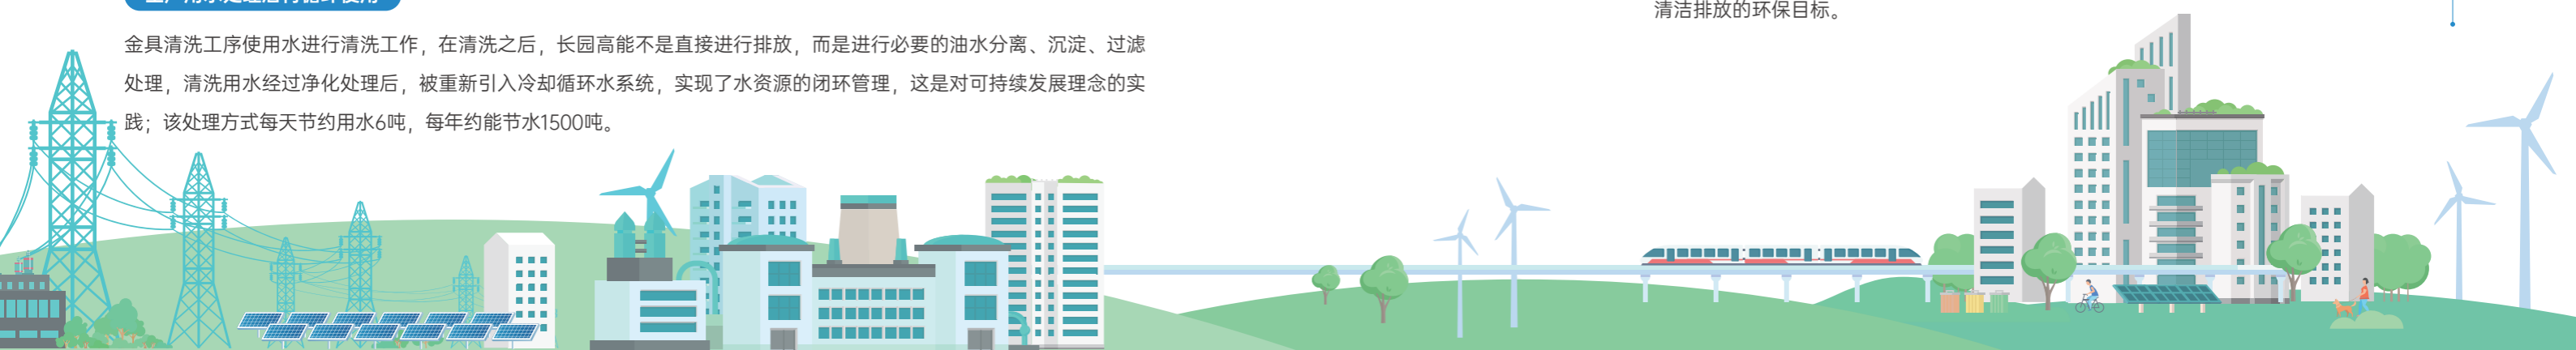 金具清洗工序使用水进行清洗工作，在清洗之后，长园高能不是直接进行排放，而是进行必要的油水分离、沉淀、过滤
处理，清洗用水经过净化处理后，被重新引入冷却循环水系统，实现了水资源的闭环管理，这是对可持续发展理念的实
践；该处理方式每天节约用水6吨，每年约能节水1500吨。
清洁排放的环保目标。